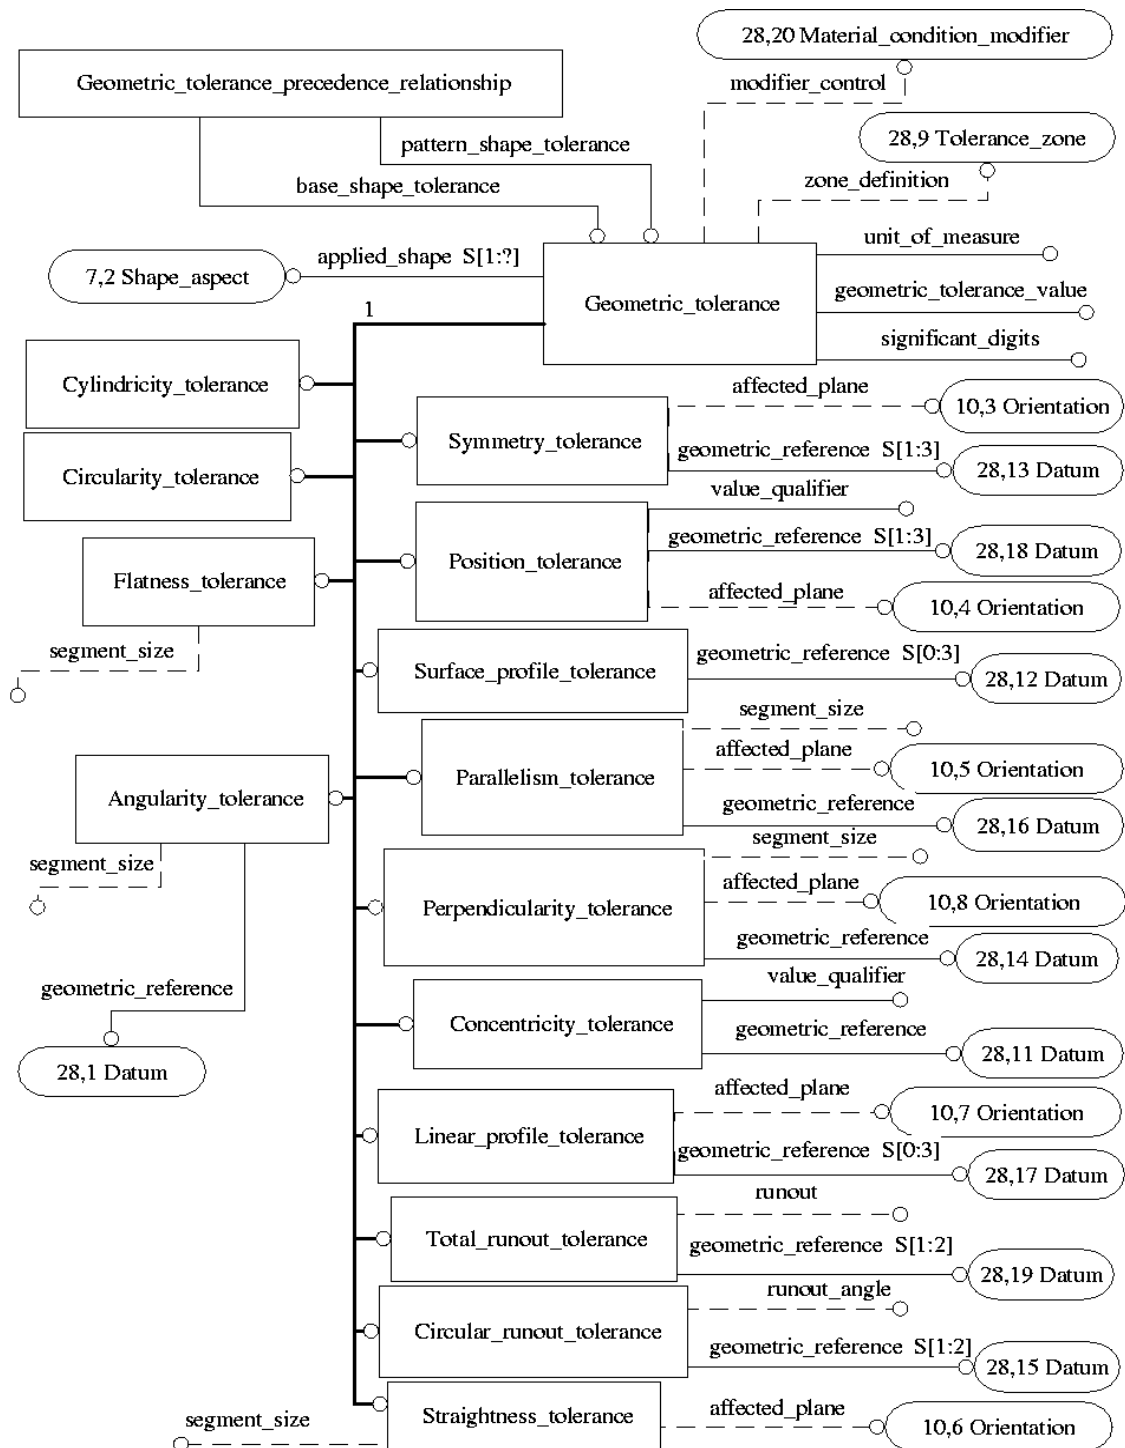 28,20 Material_condition_modifier
Geometric_tolerance_precedence_relationship
modifier_control
28,9 Tolerance_zone
pattern_shape_tolerance
zone_definition
base_shape_tolerance
unit_of_measure
applied_shape S[1:?]
7,2 Shape_aspect
geometric_tolerance_value
Geometric_tolerance
1
significant_digits
Cylindricity_tolerance
affected_plane
10,3 Orientation
Symmetry_tolerance
geometric_reference S[1:3]
28,13 Datum
Circularity_tolerance
value_qualifier
geometric_reference S[1:3]
28,18 Datum
Position_tolerance
Flatness_tolerance
affected_plane
10,4 Orientation
segment_size
geometric_reference S[0:3]
Surface_profile_tolerance
28,12 Datum
segment_size
affected_plane
10,5 Orientation
Parallelism_tolerance
Angularity_tolerance
geometric_reference
28,16 Datum
segment_size
segment_size
affected_plane
10,8 Orientation
Perpendicularity_tolerance
geometric_reference
28,14 Datum
value_qualifier
geometric_reference
Concentricity_tolerance
geometric_reference
28,11 Datum
28,1 Datum
affected_plane
10,7 Orientation
Linear_profile_tolerance
geometric_reference S[0:3]
28,17 Datum
runout
Total_runout_tolerance
geometric_reference S[1:2]
28,19 Datum
runout_angle
Circular_runout_tolerance
geometric_reference S[1:2]
28,15 Datum
affected_plane
Straightness_tolerance
segment_size
10,6 Orientation